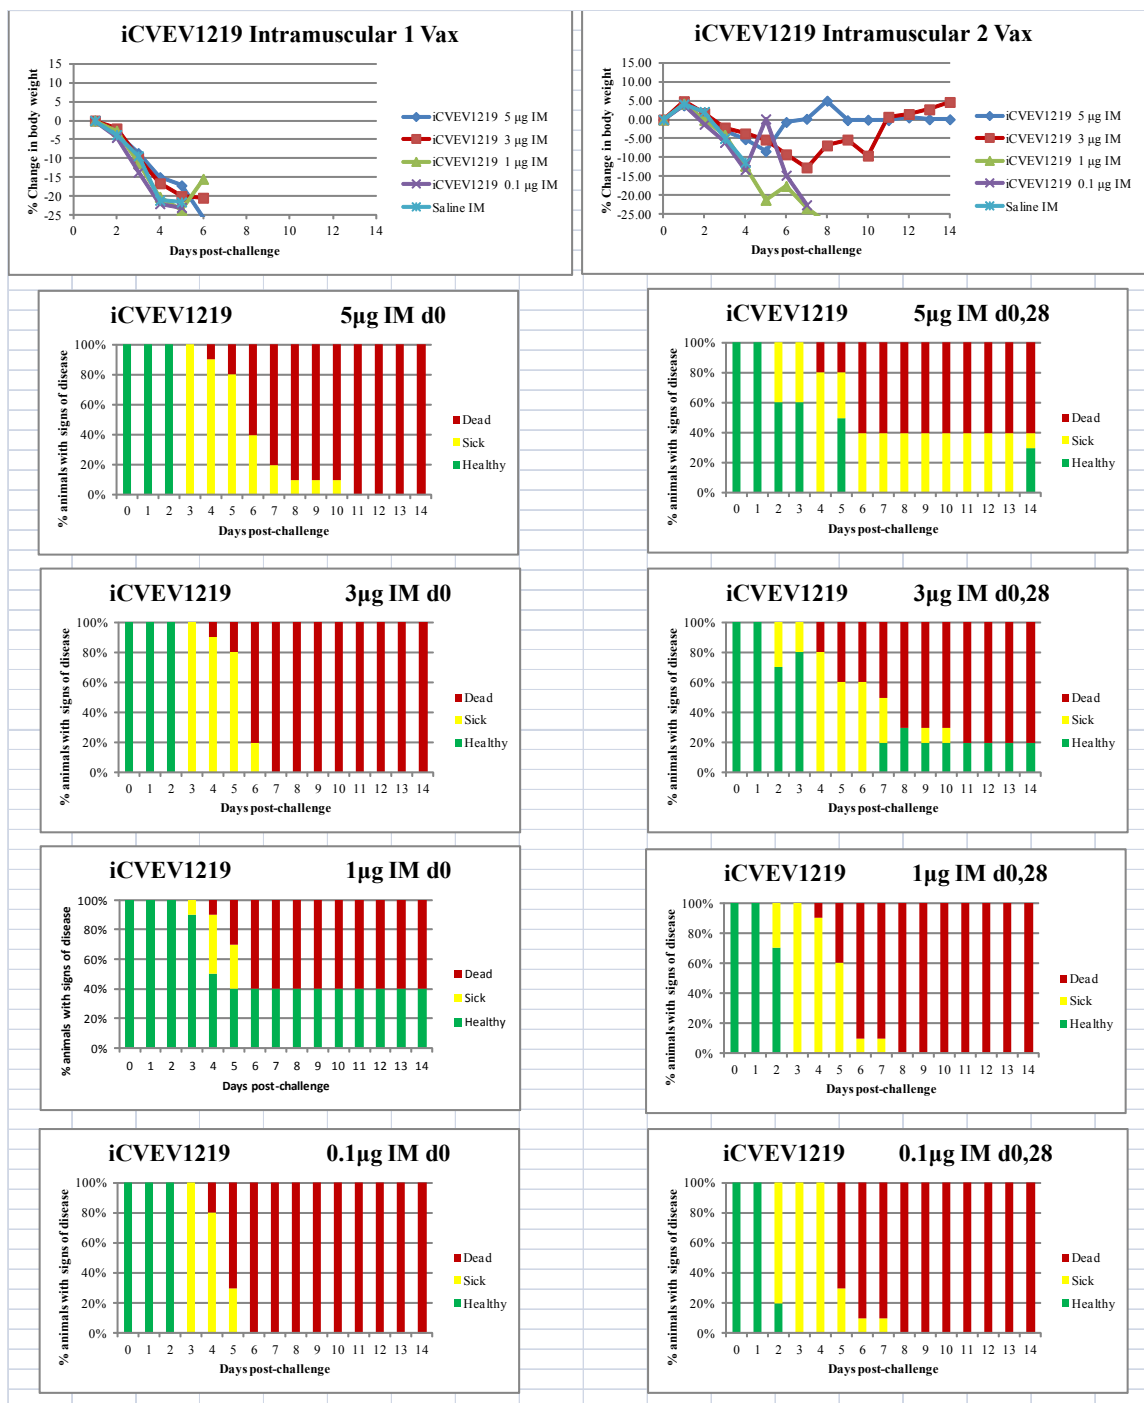 iCVEV1219 Intramuscular 1 Vax
% Change in body weight
15
10
5
0
-5
-10
-15
-20
-25
0 2 4 6 8 10 12 14
Days post-challenge
iCVEV1219 5 µg IM
iCVEV1219 3 µg IM
iCVEV1219 1 µg IM
iCVEV1219 0.1 µg IM
Saline IM
iCVEV1219 Intramuscular 2 Vax
% Change in body weight
15.00
10.00
5.00
0.00
-5.00
-10.00
-15.00
-20.00
-25.00
0 2 4 6 8 10 12 14
Days post-challenge
iCVEV1219 5 µg IM
iCVEV1219 3 µg IM
iCVEV1219 1 µg IM
iCVEV1219 0.1 µg IM
Saline IM
iCVEV1219 5µg IM d0
% animals with signs of disease
100%
80%
60%
40%
20%
0%
0 1 2 3 4 5 6 7 8 9 10 11 12 13 14
Days post-challenge
Dead
Sick
Healthy
iCVEV1219 5µg IM d0,28
% animals with signs of disease
100%
80%
60%
40%
20%
0%
0 1 2 3 4 5 6 7 8 9 10 11 12 13 14
Days post-challenge
Dead
Sick
Healthy
iCVEV1219 3µg IM d0
% animals with signs of disease
100%
80%
60%
40%
20%
0%
0 1 2 3 4 5 6 7 8 9 10 11 12 13 14
Days post-challenge
Dead
Sick
Healthy
iCVEV1219 3µg IM d0,28
% animals with signs of disease
100%
80%
60%
40%
20%
0%
0 1 2 3 4 5 6 7 8 9 10 11 12 13 14
Days post-challenge
Dead
Sick
Healthy
iCVEV1219 1µg IM d0
% animals with signs of disease
100%
80%
60%
40%
20%
0%
0 1 2 3 4 5 6 7 8 9 10 11 12 13 14
Days post-challenge
Dead
Sick
Healthy
iCVEV1219 1µg IM d0,28
% animals with signs of disease
100%
80%
60%
40%
20%
0%
0 1 2 3 4 5 6 7 8 9 10 11 12 13 14
Days post-challenge
Dead
Sick
Healthy
iCVEV1219 0.1µg IM d0
% animals with signs of disease
100%
80%
60%
40%
20%
0%
0 1 2 3 4 5 6 7 8 9 10 11 12 13 14
Days post-challenge
Dead
Sick
Healthy
iCVEV1219 0.1µg IM d0,28
% animals with signs of disease
100%
80%
60%
40%
20%
0%
0 1 2 3 4 5 6 7 8 9 10 11 12 13 14
Days post-challenge
Dead
Sick
Healthy